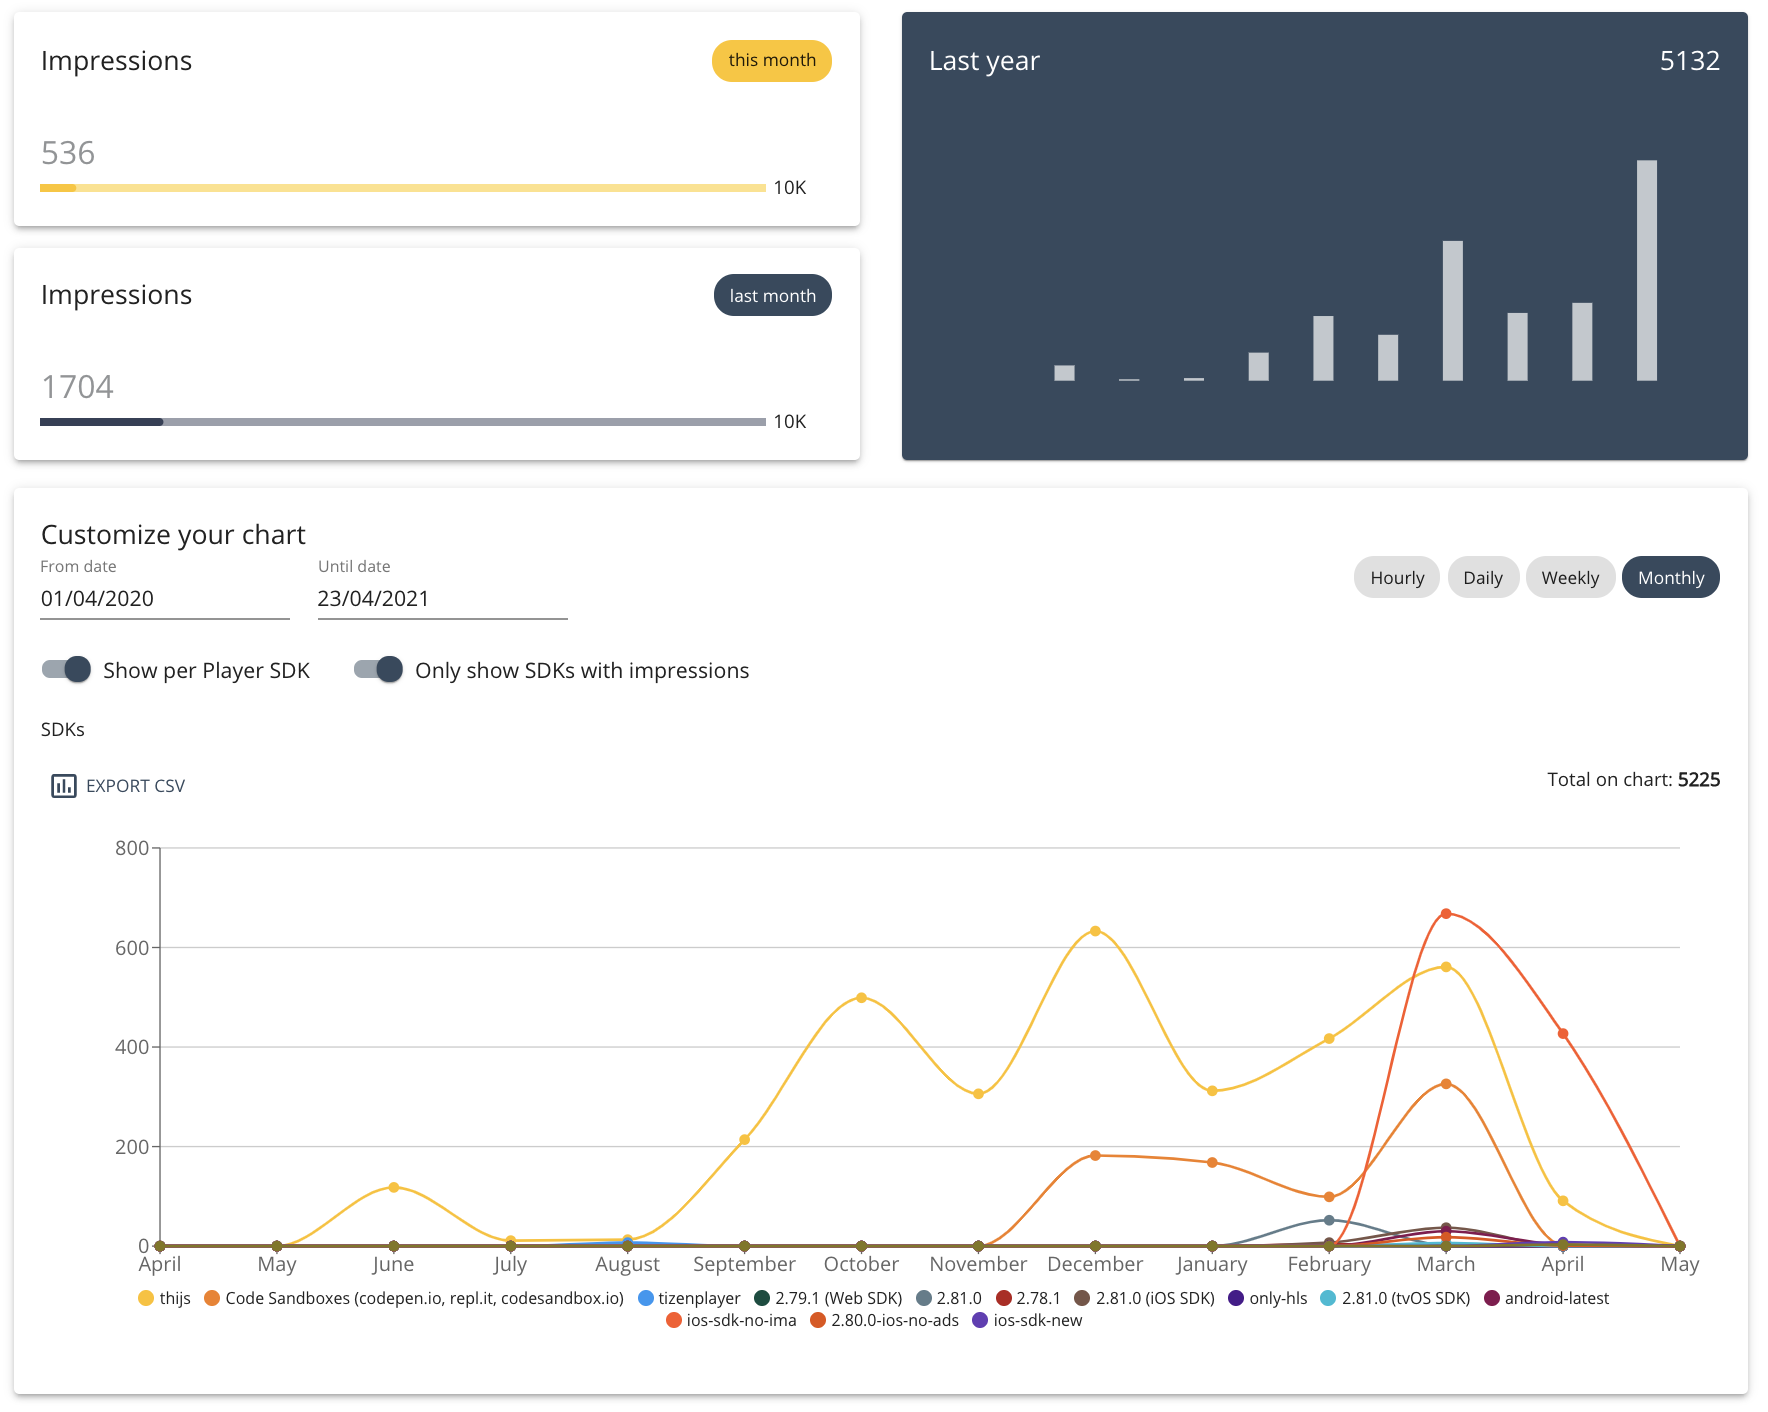 Impressions
this month
536
10K
Impressions
last month
1704
10K
Last year
5132
Customize your chart
From date
01/04/2020
Until date
23/04/2021
Hourly
Daily
Weekly
Monthly
Show per Player SDK
Only show SDKs with impressions
SDKs
EXPORT CSV
Total on chart: 5225
800
600
400
200
0
April May June July August September October November December January February March April May
thijs Code Sandboxes (codepen.io, repl.it, codesandbox.io) tizenplayer 2.79.1 (Web SDK) 2.81.0 2.78.1 2.81.0 (iOS SDK) only-hls 2.81.0 (tvOS SDK) android-latest
ios-sdk-no-ima 2.80.0-ios-no-ads ios-sdk-new